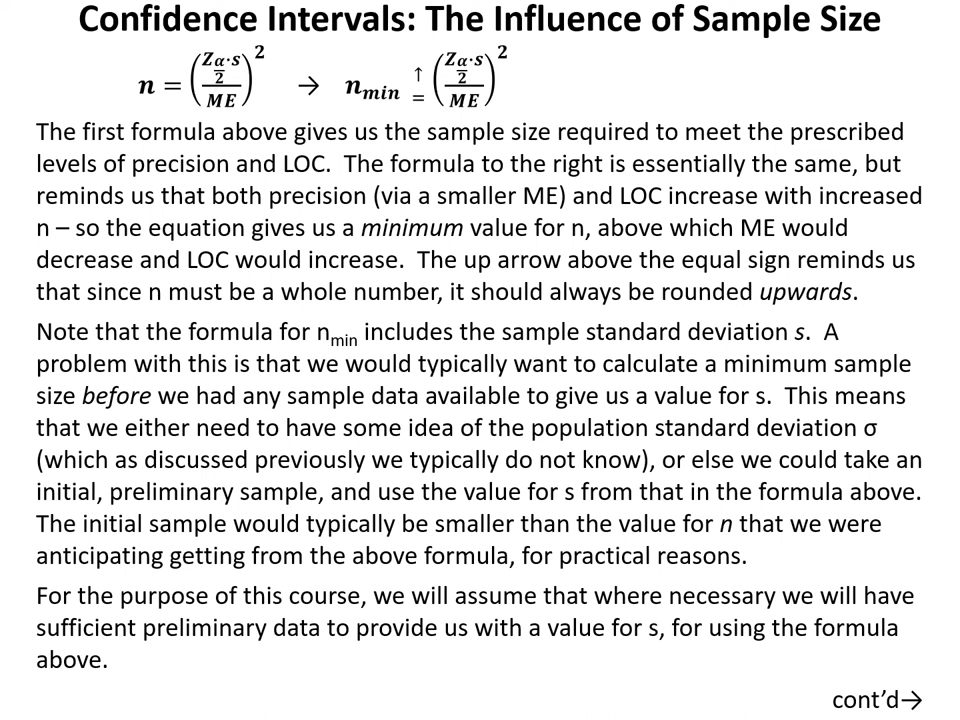 Confidence Intervals: The Influence of Sample Size
n = (Zα/2·s / ME)² → nmin ↑= (Zα/2·s / ME)²
The first formula above gives us the sample size required to meet the prescribed
levels of precision and LOC. The formula to the right is essentially the same, but
reminds us that both precision (via a smaller ME) and LOC increase with increased
n – so the equation gives us a minimum value for n, above which ME would
decrease and LOC would increase. The up arrow above the equal sign reminds us
that since n must be a whole number, it should always be rounded upwards.
Note that the formula for nmin includes the sample standard deviation s. A
problem with this is that we would typically want to calculate a minimum sample
size before we had any sample data available to give us a value for s. This means
that we either need to have some idea of the population standard deviation σ
(which as discussed previously we typically do not know), or else we could take an
initial, preliminary sample, and use the value for s from that in the formula above.
The initial sample would typically be smaller than the value for n that we were
anticipating getting from the above formula, for practical reasons.
For the purpose of this course, we will assume that where necessary we will have
sufficient preliminary data to provide us with a value for s, for using the formula
above.
cont’d→